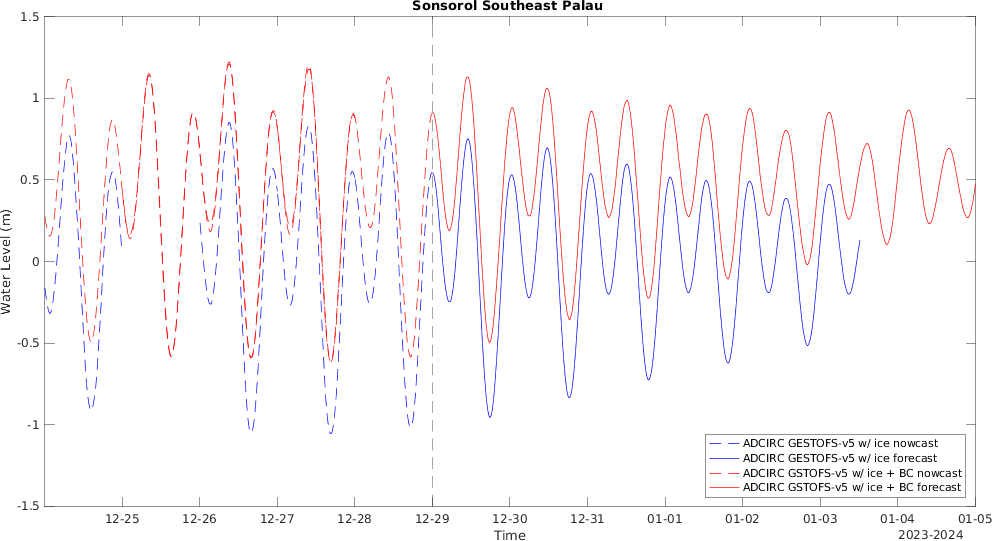 Sonsorol Southeast Palau
1.5
1
0.5
0
-0.5
-1
-1.5
Water Level (m)
ADCIRC GESTOFS-v5 w/ ice nowcast
ADCIRC GESTOFS-v5 w/ ice forecast
ADCIRC GSTOFS-v5 w/ ice + BC nowcast
ADCIRC GSTOFS-v5 w/ ice + BC forecast
12-25 12-26 12-27 12-28 12-29 12-30 12-31 01-01 01-02 01-03 01-04 01-05
Time
2023-2024